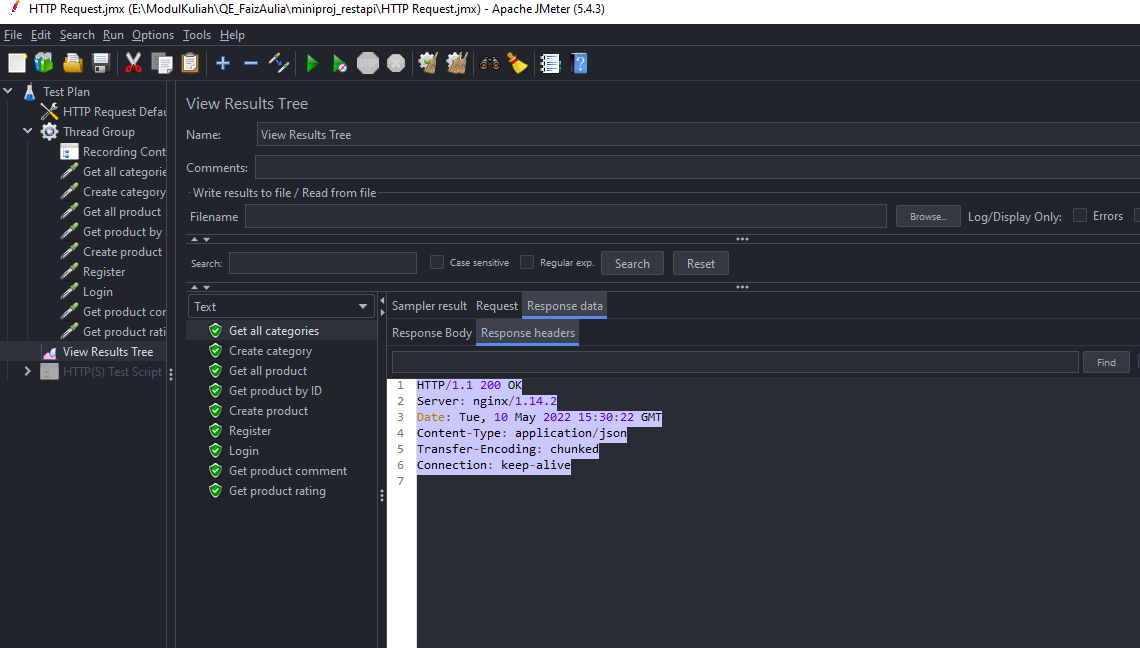 HTTP Request.jmx (E:\ModulKuliah\QE_FaizAulia\miniproj_restapi\HTTP Request.jmx) - Apache JMeter (5.4.3)
File Edit Search Run Options Tools Help
STOP
Test Plan
HTTP Request Defau
Thread Group
Recording Cont
Get all categorie
Create category
Get all product
Get product by
Create product
Register
Login
Get product cor
Get product rati
View Results Tree
HTTP(S) Test Script
View Results Tree
Name: View Results Tree
Comments:
Write results to file / Read from file
Filename Browse... Log/Display Only: Errors
Search: Case sensitive Regular exp. Search Reset
Text
Get all categories
Create category
Get all product
Get product by ID
Create product
Register
Login
Get product comment
Get product rating
Sampler result Request Response data
Response Body Response headers
Find
1 HTTP/1.1 200 OK
2 Server: nginx/1.14.2
3 Date: Tue, 10 May 2022 15:30:22 GMT
4 Content-Type: application/json
5 Transfer-Encoding: chunked
6 Connection: keep-alive
7